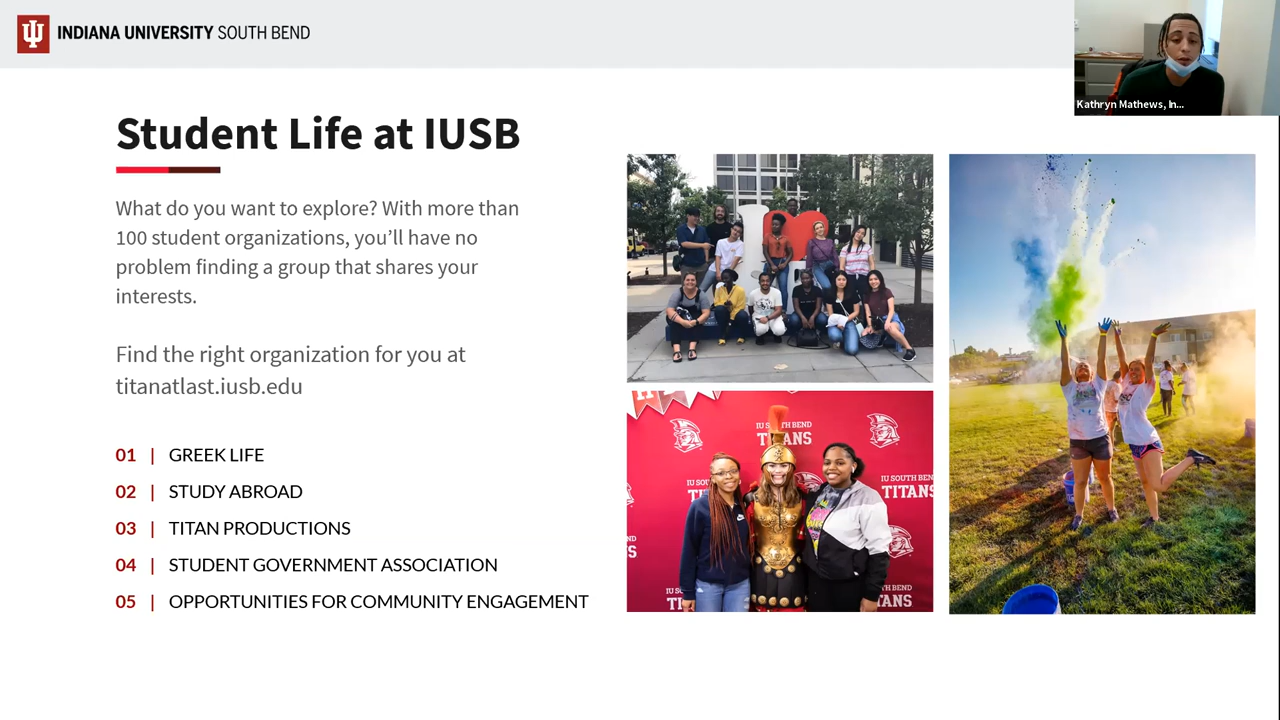 INDIANA UNIVERSITY SOUTH BEND
Kathryn Mathews, In...
Student Life at IUSB
What do you want to explore? With more than
100 student organizations, you'll have no
problem finding a group that shares your
interests.
Find the right organization for you at
titanatlast.iusb.edu
01 | GREEK LIFE
02 | STUDY ABROAD
03 | TITAN PRODUCTIONS
04 | STUDENT GOVERNMENT ASSOCIATION
05 | OPPORTUNITIES FOR COMMUNITY ENGAGEMENT
I
IU SOUTH BEND
TITANS
IU SOUTH BEND
TITANS